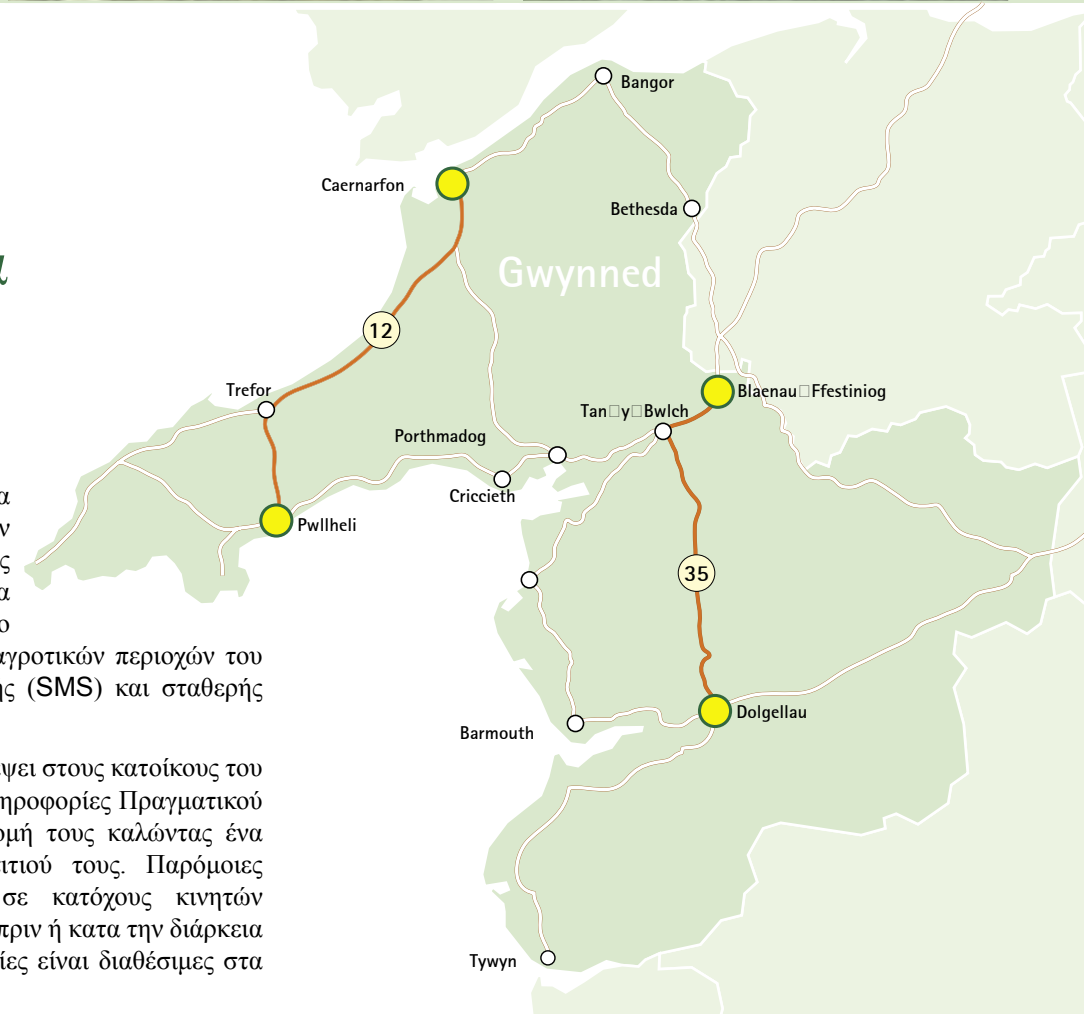 α
Bangor
Caernarfon
Bethesda
Gwynned
12
Trefor
Blaenau□Ffestiniog
Tan□y□Bwlch
Porthmadog
Criccieth
Pwllheli
35
Dolgellau
Barmouth
Tywyn
α
ν
ς
α
ο
αγροτικών περιοχών του
ης (SMS) και σταθερής
ψει στους κατοίκους του
ηροφορίες Πραγματικού
ομή τους καλώντας ένα
ιτιού τους. Παρόμοιες
σε κατόχους κινητών
πριν ή κατα την διάρκεια
ίες είναι διαθέσιμες στα